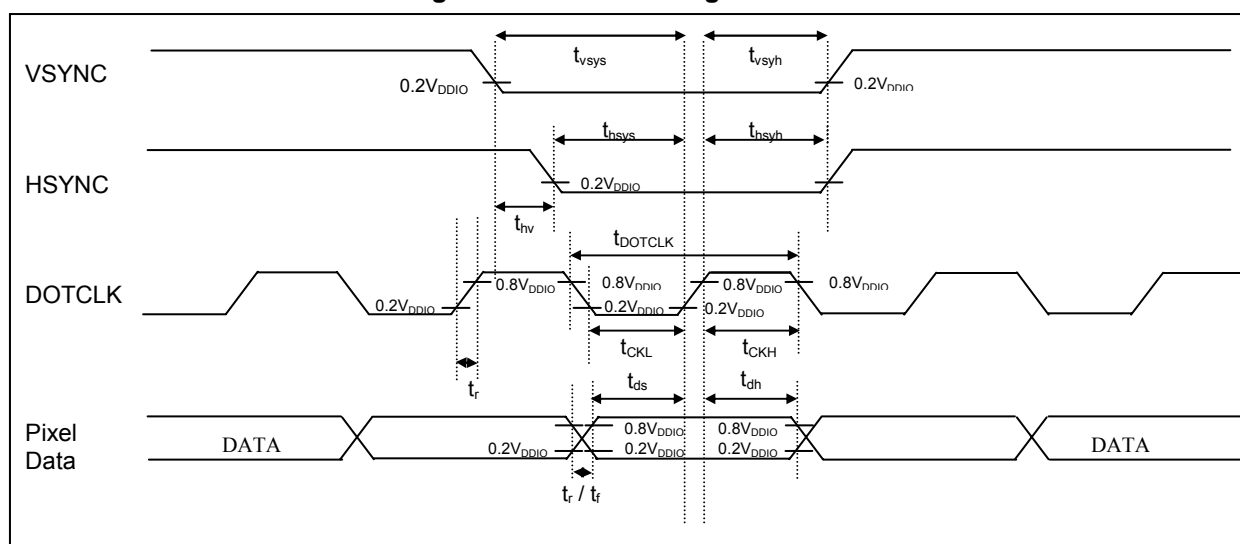 VSYNC
t_vsys
t_vsyh
0.2V_DDIO
0.2V_DDIO
HSYNC
t_hsys
t_hsyh
0.2V_DDIO
t_hv
t_DOTCLK
DOTCLK
0.2V_DDIO
0.8V_DDIO
0.8V_DDIO
0.2V_DDIO
0.8V_DDIO
0.2V_DDIO
0.8V_DDIO
t_CKL
t_CKH
t_r
t_ds
t_dh
Pixel
Data
DATA
0.2V_DDIO
0.8V_DDIO
0.2V_DDIO
0.8V_DDIO
0.2V_DDIO
DATA
t_r / t_f